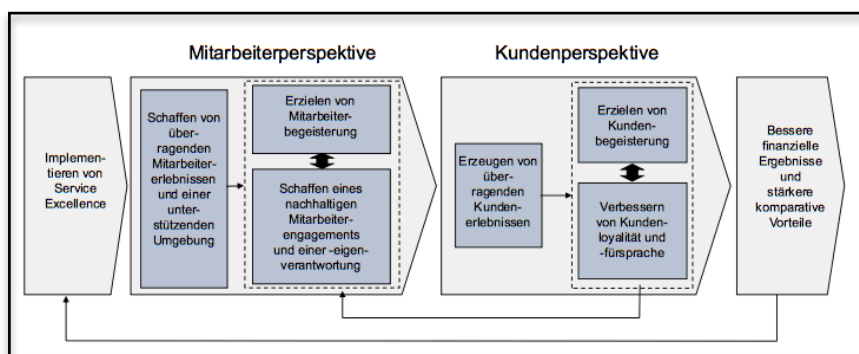 Mitarbeiterperspektive
Kundenperspektive
Implemen-
tieren von
Service
Excellence
Schaffen von
über-
ragenden
Mitarbeiter-
erlebnissen
und einer
unter-
stützenden
Umgebung
Erzielen von
Mitarbeiter-
begeisterung
Schaffen eines
nachhaltigen
Mitarbeiter-
engagements
und einer -eigen-
verantwortung
Erzeugen von
über-
ragenden
Kunden-
erlebnissen
Erzielen von
Kunden-
begeisterung
Verbessern
von Kunden-
loyalität und
-fürsprache
Bessere
finanzielle
Ergebnisse
und
stärkere
komparative
Vorteile